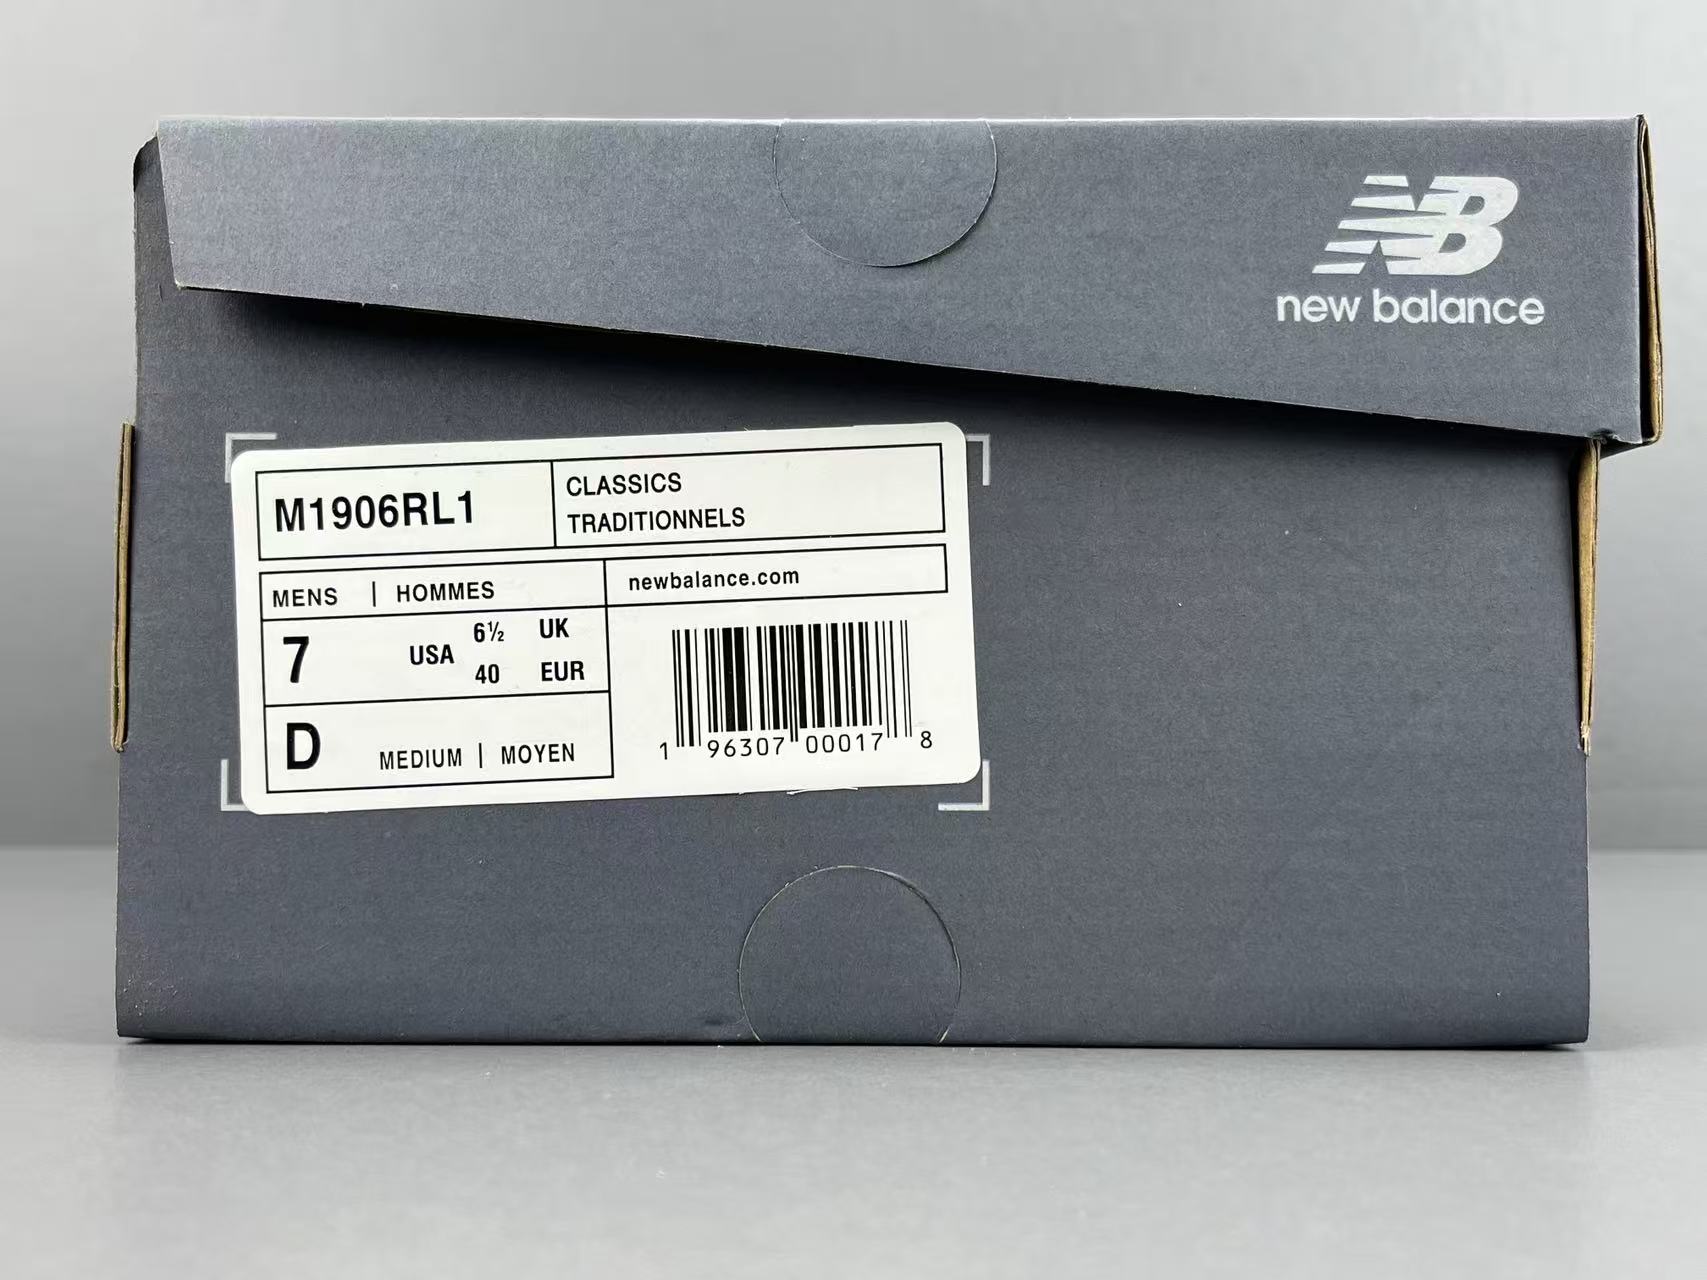 NB
new balance
M1906RL1
CLASSICS
TRADITIONNELS
MENS | HOMMES
newbalance.com
7 USA 6½ UK
40 EUR
D MEDIUM | MOYEN
1 96307 00017 8